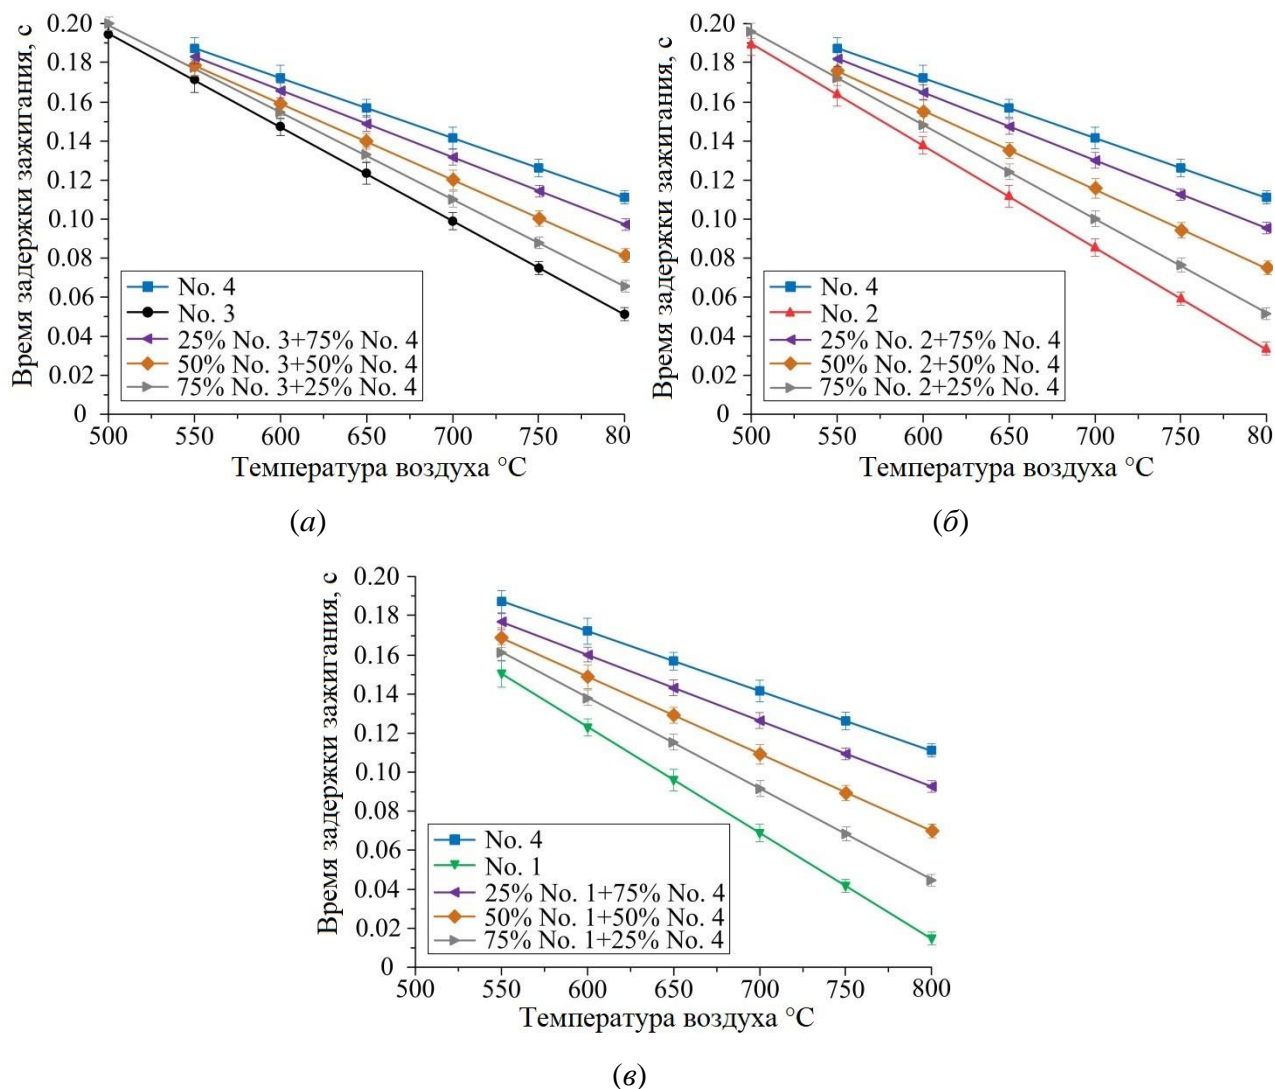 Время задержки зажигания, с
0.20
0.18
0.16
0.14
0.12
0.10
0.08
0.06
0.04
0.02
0
No. 4
No. 3
25% No. 3+75% No. 4
50% No. 3+50% No. 4
75% No. 3+25% No. 4
500 550 600 650 700 750 80
Температура воздуха °C
(а)
Время задержки зажигания, с
0.20
0.18
0.16
0.14
0.12
0.10
0.08
0.06
0.04
0.02
0
No. 4
No. 2
25% No. 2+75% No. 4
50% No. 2+50% No. 4
75% No. 2+25% No. 4
500 550 600 650 700 750 80
Температура воздуха °C
(б)
Время задержки зажигания, с
0.20
0.18
0.16
0.14
0.12
0.10
0.08
0.06
0.04
0.02
0
No. 4
No. 1
25% No. 1+75% No. 4
50% No. 1+50% No. 4
75% No. 1+25% No. 4
500 550 600 650 700 750 800
Температура воздуха °C
(в)